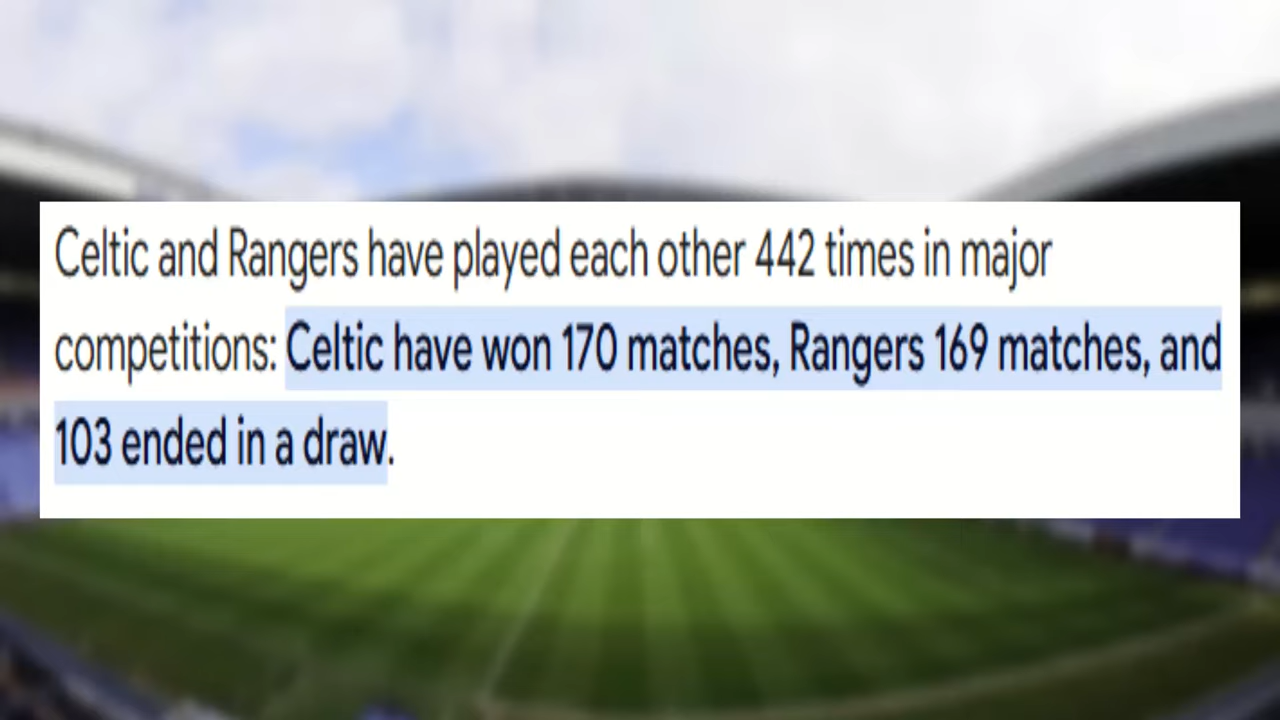 Celtic and Rangers have played each other 442 times in major
competitions: Celtic have won 170 matches, Rangers 169 matches, and
103 ended in a draw.